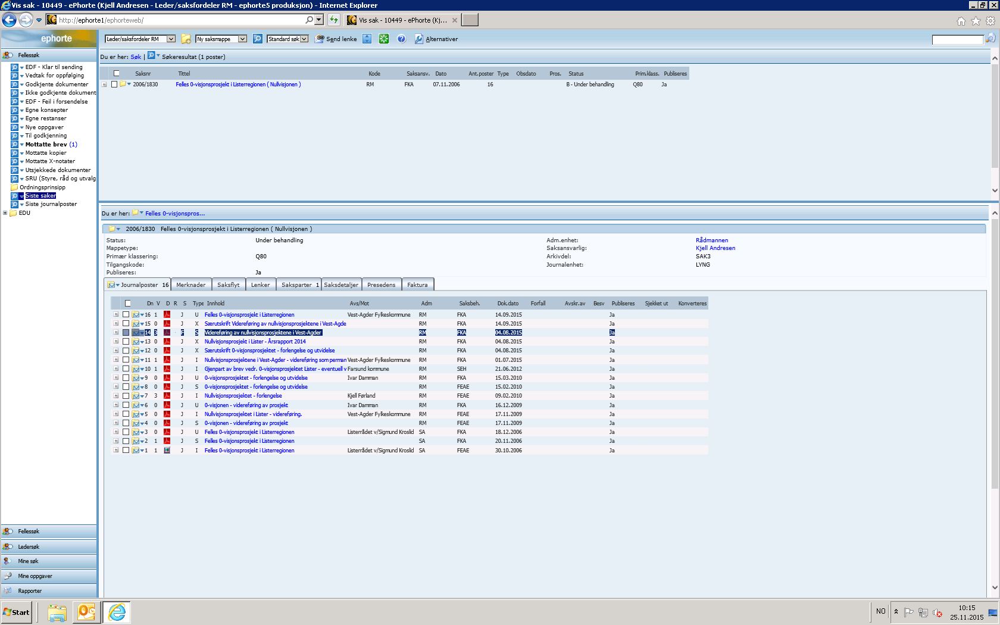 Vis sak - 10449 - ePhorte (Kjell Andresen - Leder/saksfordeler RM - ephorte5 produksjon) - Internet Explorer
http://ephorte1/ephorteweb/
Vis sak - 10449 - ePhorte (Kj...
ephorte
Leder/saksfordeler RM Ny saksmappe Standard søk Send lenke Alternativer
Fellessøk
EDF - Klar til sending
Vedtak for oppfølging
Godkjente dokumenter
Ikke godkjente dokument
EDF - Feil i forsendelse
Egne konsepter
Egne restanser
Nye oppgaver
Til godkjenning
Mottatte brev (1)
Mottatte kopier
Mottatte X-notater
Utsjekkede dokumenter
SRU (Styre, råd og utvalg
Ordningsprinsipp
Siste saker
Siste journalposter
EDU
Fellessøk
Ledersøk
Mine søk
Mine oppgaver
Rapporter
Du er her: Søk | Søkeresultat (1 poster)
Saksnr Tittel Kode Saksansv. Dato Ant.poster Type Obsdato Pros. Status Prim.klass. Publiseres
2006/1830 Felles 0-visjonsprosjekt i Listerregionen ( Nullvisjonen ) RM FKA 07.11.2006 16 B - Under behandling Q80 Ja
Du er her: Felles 0-visjonspros...
2006/1830 Felles 0-visjonsprosjekt i Listerregionen ( Nullvisjonen )
Status: Under behandling Adm.enhet: Rådmannen
Mappetype: Saksansvarlig: Kjell Andresen
Primær klassering: Q80 Arkivdel: SAK3
Tilgangskode: Journalenhet: LYNG
Publiseres: Ja
Journalposter 16 Merknader Saksflyt Lenker Saksparter 1 Saksdetaljer Presedens Faktura
Dn V D R S Type Innhold Avs/Mot Adm Saksbeh. Dok.dato Forfall Avskr.av Besv Publiseres Sjekket ut Konverteres
16 1 J U Felles 0-visjonsprosjekt i Listerregionen Vest-Agder Fylkeskommune RM FKA 14.09.2015 Ja
15 0 J X Særutskrift Videreføring av nullvisjonsprosjektene i Vest-Agde RM FKA 14.09.2015 Ja
14 3 F S Videreføring av nullvisjonsprosjektene i Vest-Agder RM FKA 04.08.2015 Ja
13 0 J X Nullvisjonsprosjekt i Lister - Årsrapport 2014 RM FKA 04.08.2015 Ja
12 0 J X Særutskrift 0-visjonsprosjektet - forlengelse og utvidelse RM FKA 04.08.2015 Ja
11 1 J I Nullvisjonsprosjektene i Vest-Agder - videreføring som perman Vest-Agder Fylkeskommune RM FKA 01.07.2015 Ja
10 1 J I Gjenpart av brev vedr. 0-visjonsprosjektet Lister - eventuell v Farsund kommune RM SEH 21.06.2012 Ja
9 0 J U 0-visjonsprosjektet - forlengelse og utvidelse Ivar Damman RM FKA 15.03.2010 Ja
8 0 J S 0-visjonsprosjektet - forlengelse og utvidelse RM FEAE 15.02.2010 Ja
7 3 J I Nullvisjonsprosjektet - forlengelse Kjell Førland RM FEAE 09.02.2010 Ja
6 0 J U 0-visjonen - videreføring av prosjekt Ivar Damman RM FKA 16.12.2009 Ja
5 0 J I Nullvisjonsprosjektet i Lister - videreføring. Vest-Agder Fylkeskommune RM FEAE 17.11.2009 Ja
4 0 J S 0-visjonen - videreføring av prosjekt RM FEAE 17.11.2009 Ja
3 0 J U Felles 0-visjonsprosjekt i Listerregionen Listerrådet v/Sigmund Kroslid SA FKA 18.12.2006 Ja
2 1 J S Felles 0-visjonsprosjekt i Listerregionen SA FKA 20.11.2006 Ja
1 1 J I Felles 0-visjonsprosjekt i Listerregionen Listerrådet v/Sigmund Kroslid SA FEAE 30.10.2006 Ja
Start NO 10:15
25.11.2015